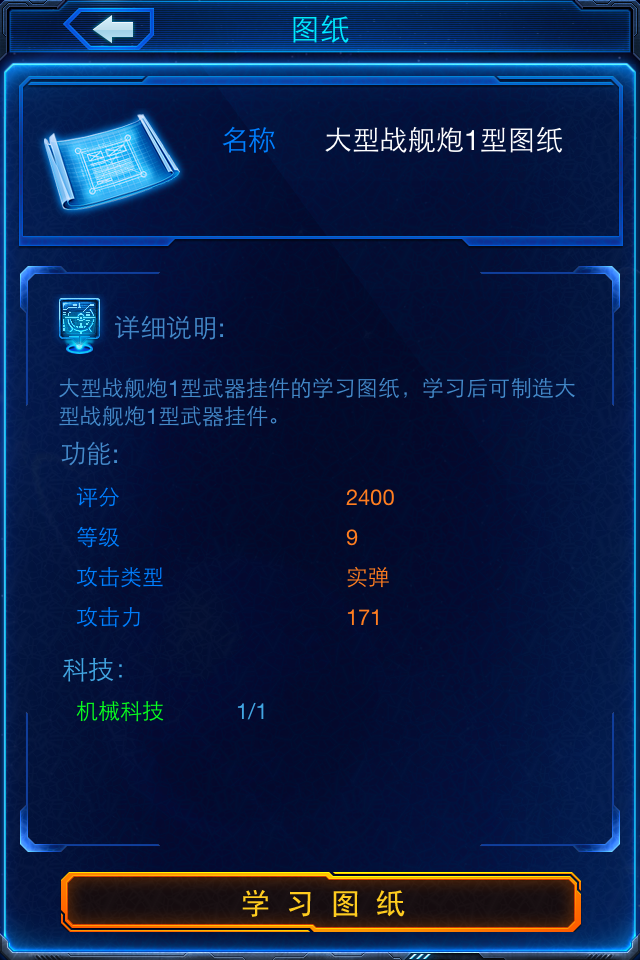 图纸
名称 大型战舰炮1型图纸
详细说明:
大型战舰炮1型武器挂件的学习图纸，学习后可制造大
型战舰炮1型武器挂件。
功能:
评分 2400
等级 9
攻击类型 实弹
攻击力 171
科技:
机械科技 1/1
学习图纸